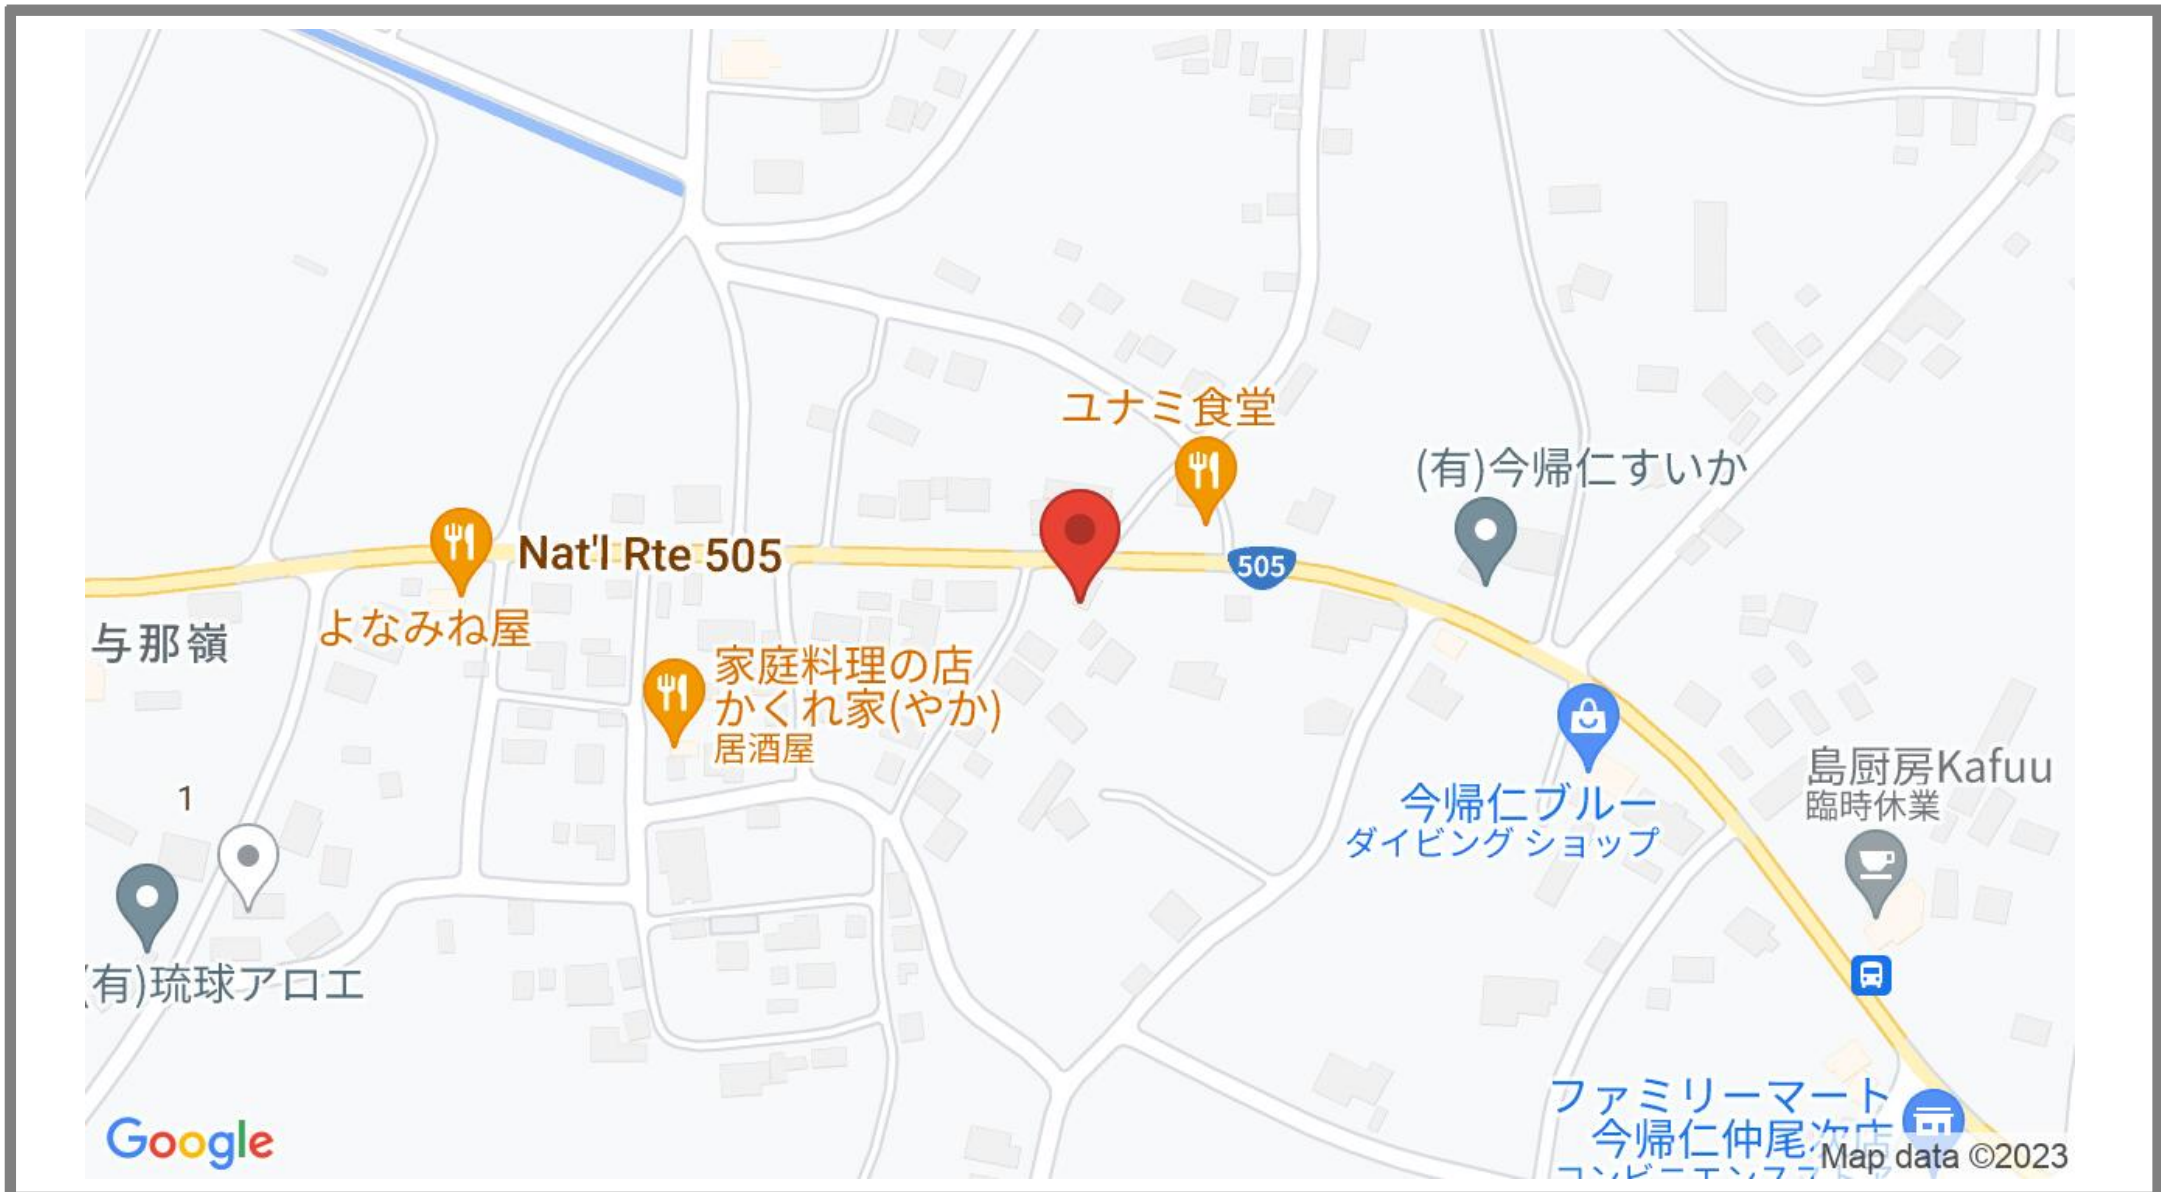 ユナミ食堂
(有)今帰仁すいか
Nat'l Rte 505
505
よなみね屋
与那嶺
家庭料理の店
かくれ家(やか)
居酒屋
今帰仁ブルー
ダイビング ショップ
島厨房Kafuu
臨時休業
1
(有)琉球アロエ
ファミリーマート
今帰仁仲尾次店
Google
Map data ©2023